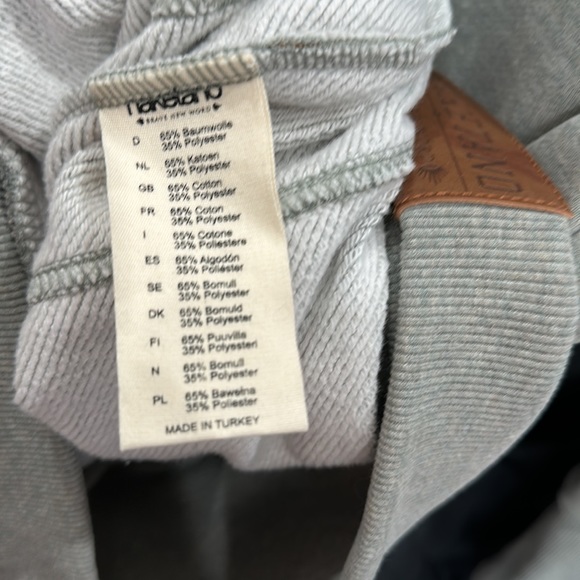 naketano
BRAVE NEW WORD
D 65% Baumwolle
35% Polyester
NL 65% Katoen
35% Polyester
GB 65% Cotton
35% Polyester
FR 65% Coton
35% Polyester
I 65% Cotone
35% Poliestere
ES 65% Algodón
35% Poliéster
SE 65% Bomull
35% Polyester
DK 65% Bomuld
35% Polyester
FI 65% Puuvilla
35% Polyesteri
N 65% Bomull
35% Polyester
PL 65% Bawełna
35% Poliester
MADE IN TURKEY